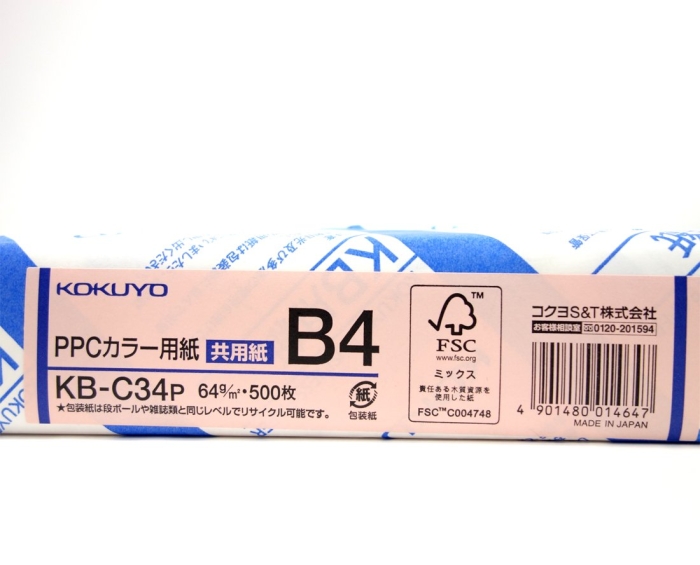 KOKUYO
PPCカラー用紙 共用紙 B4
KB-C34P 64g/m²・500枚
★包装紙は段ボールや雑誌類と同じレベルでリサイクル可能です。
紙
包装紙
TM
FSC
www.fsc.org
ミックス
責任ある木質資源を
使用した紙
FSC™C004748
コクヨS&T株式会社
お客様相談室 0120-201594
4 901480 014647
MADE IN JAPAN